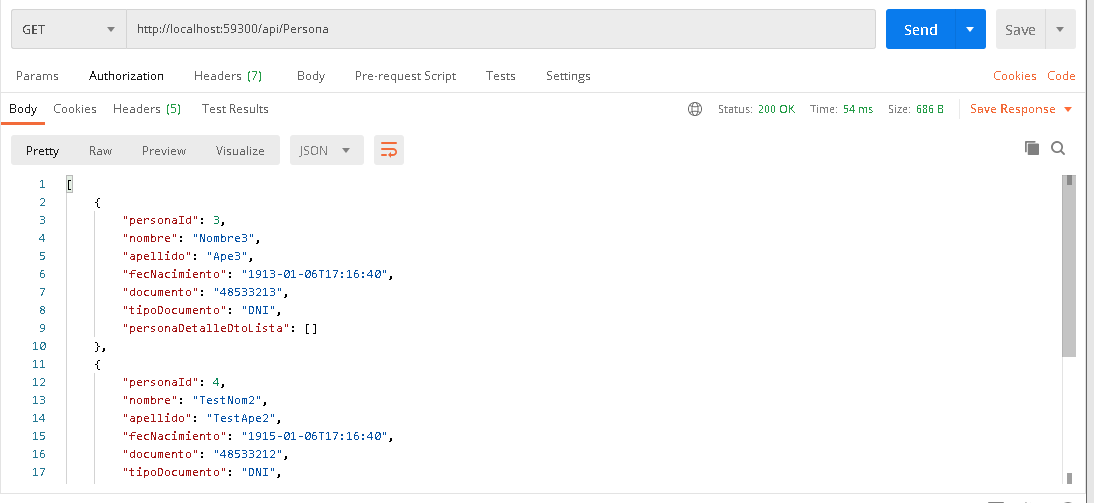 GET http://localhost:59300/api/Persona Send Save
Params Authorization Headers (7) Body Pre-request Script Tests Settings Cookies Code
Body Cookies Headers (5) Test Results Status: 200 OK Time: 54 ms Size: 686 B Save Response
Pretty Raw Preview Visualize JSON
1 [
2 {
3 "personaId": 3,
4 "nombre": "Nombre3",
5 "apellido": "Ape3",
6 "fecNacimiento": "1913-01-06T17:16:40",
7 "documento": "48533213",
8 "tipoDocumento": "DNI",
9 "personaDetalleDtoLista": []
10 },
11 {
12 "personaId": 4,
13 "nombre": "TestNom2",
14 "apellido": "TestApe2",
15 "fecNacimiento": "1915-01-06T17:16:40",
16 "documento": "48533212",
17 "tipoDocumento": "DNI",